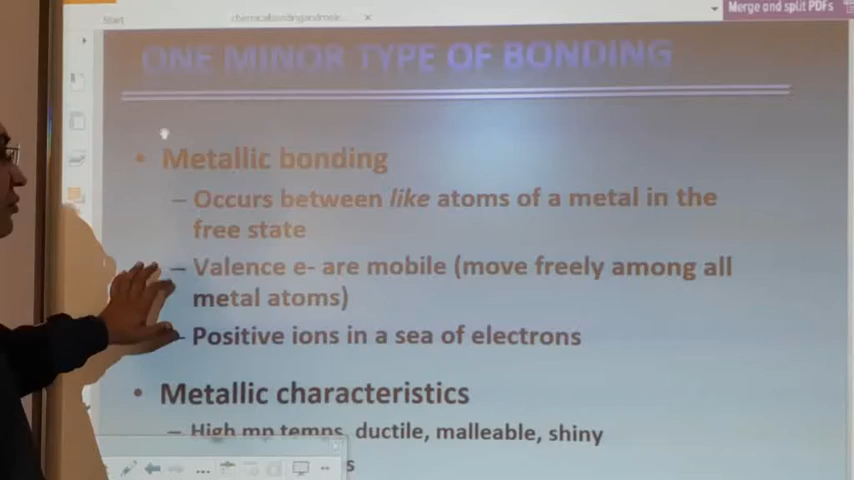 Start
Merge and split PDFs
ONE MINOR TYPE OF BONDING
• Metallic bonding
– Occurs between like atoms of a metal in the
free state
– Valence e- are mobile (move freely among all
metal atoms)
– Positive ions in a sea of electrons
• Metallic characteristics
– High mp temps, ductile, malleable, shiny
s